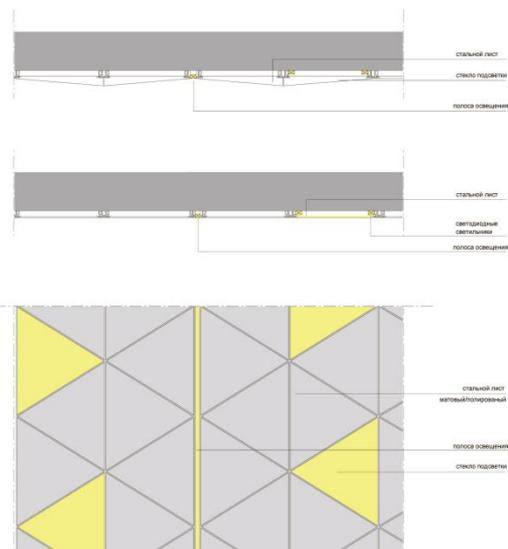 стальной лист
стекло подсветки
полоса освещения
стальной лист
светодиодные
светильники
полоса освещения
стальной лист
матовый/полированый
полоса освещения
стекло подсветки